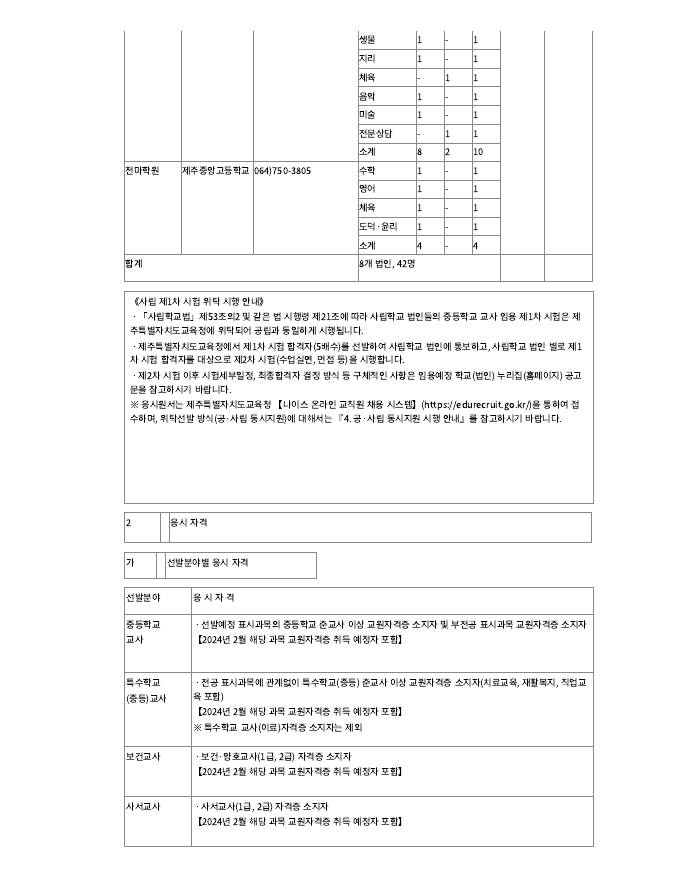 생물 1 - 1
지리 1 - 1
체육 - 1 1
음악 1 - 1
미술 1 - 1
전문상담 - 1 1
소계 8 2 10
천마학원 제주중앙고등학교 064)750-3805 수학 1 - 1
영어 1 - 1
체육 1 - 1
도덕·윤리 1 - 1
소계 4 - 4
합계 8개 법인, 42명
《사립 제1차 시험 위탁 시행 안내》
· 「사립학교법」제53조의2 및 같은 법 시행령 제21조에 따라 사립학교 법인들의 중등학교 교사 임용 제1차 시험은 제
주특별자치도교육청에 위탁되어 공립과 동일하게 시행됩니다.
· 제주특별자치도교육청에서 제1차 시험 합격자(5배수)를 선발하여 사립학교 법인에 통보하고, 사립학교 법인 별로 제1
차 시험 합격자를 대상으로 제2차 시험(수업실연, 면접 등)을 시행합니다.
· 제2차 시험 이후 시험세부일정, 최종합격자 결정 방식 등 구체적인 사항은 임용예정 학교(법인) 누리집(홈페이지) 공고
문을 참고하시기 바랍니다.
※ 응시원서는 제주특별자치도교육청 【나이스 온라인 교직원 채용 시스템】(https://edurecruit.go.kr/)을 통하여 접
수하며, 위탁선발 방식(공·사립 동시지원)에 대해서는 『4. 공·사립 동시지원 시행 안내』를 참고하시기 바랍니다.
2 응시 자격
가 선발분야별 응시 자격
선발분야 응 시 자 격
중등학교 · 선발예정 표시과목의 중등학교 준교사 이상 교원자격증 소지자 및 부전공 표시과목 교원자격증 소지자
교사 【2024년 2월 해당 과목 교원자격증 취득 예정자 포함】
특수학교 · 전공 표시과목에 관계없이 특수학교(중등) 준교사 이상 교원자격증 소지자(치료교육, 재활복지, 직업교
(중등)교사 육 포함)
【2024년 2월 해당 과목 교원자격증 취득 예정자 포함】
※ 특수학교 교사(이료)자격증 소지자는 제외
보건교사 · 보건·양호교사(1급, 2급) 자격증 소지자
【2024년 2월 해당 과목 교원자격증 취득 예정자 포함】
사서교사 · 사서교사(1급, 2급) 자격증 소지자
【2024년 2월 해당 과목 교원자격증 취득 예정자 포함】